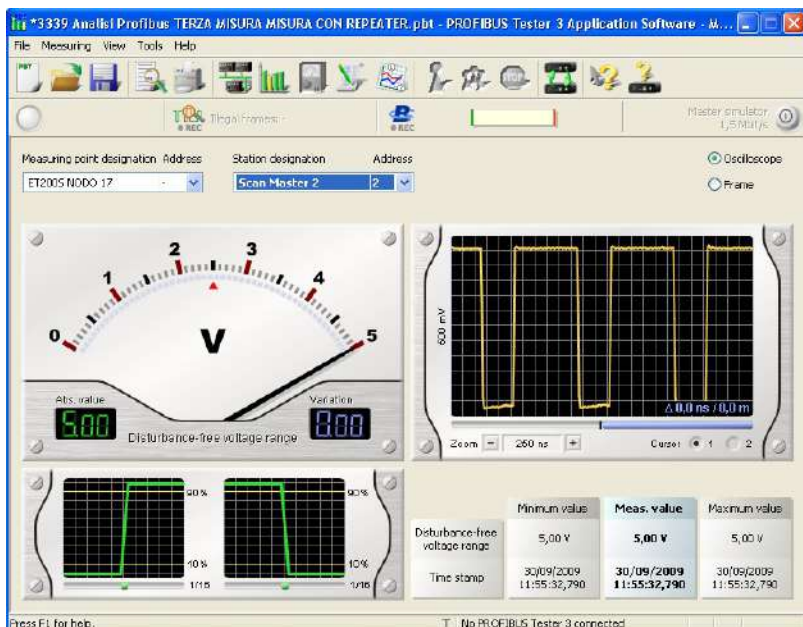 *3339 Analisi Profibus TERZA MISURA MISURA CON REPEATER.pbt - PROFIBUS Tester 3 Application Software - M...
File Measuring View Tools Help
PBT
REC
Illegal frames: -
REC
Master simulator
1,5 Mbit/s
Measuring point designation Address Station designation Address
ET200S NODO 17 - Scan Master 2 2
Oscilloscope
Frame
0 1 2 3 4 5
V
Abs. value
5.00
Disturbance-free voltage range
Variation
0.00
600 mV
Δ 0,0 ns / 0,0 m
Zoom - 260 ns + Cursor 1 2
90% 90%
10% 10%
1/16 1/16
Minimum value Meas. value Maximum value
Disturbance-free voltage range 5,00 V 5,00 V 5,00 V
Time stamp 30/09/2009 11:55:32,790 30/09/2009 11:55:32,790 30/09/2009 11:55:32,790
Press F1 for help.
T No PROFIBUS Tester 3 connected